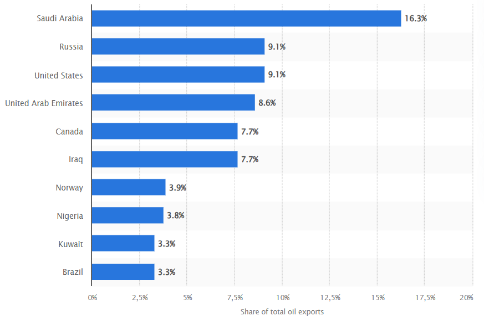 Saudi Arabia 16.3%
Russia 9.1%
United States 9.1%
United Arab Emirates 8.6%
Canada 7.7%
Iraq 7.7%
Norway 3.9%
Nigeria 3.8%
Kuwait 3.3%
Brazil 3.3%
0% 2,5% 5% 7,5% 10% 12,5% 15% 17,5% 20%
Share of total oil exports